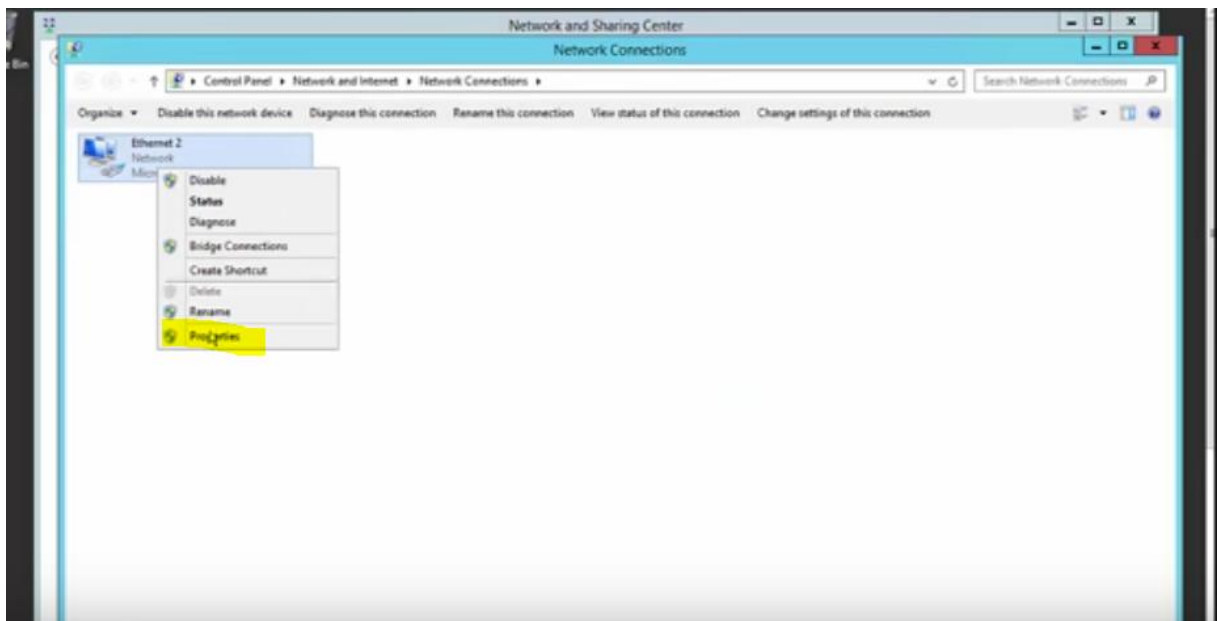 Network and Sharing Center
Network Connections
Control Panel Network and Internet Network Connections
Search Network Connections
Organize Disable this network device Diagnose this connection Rename this connection View status of this connection Change settings of this connection
Ethernet 2
Network
Disable
Status
Diagnose
Bridge Connections
Create Shortcut
Delete
Rename
Properties